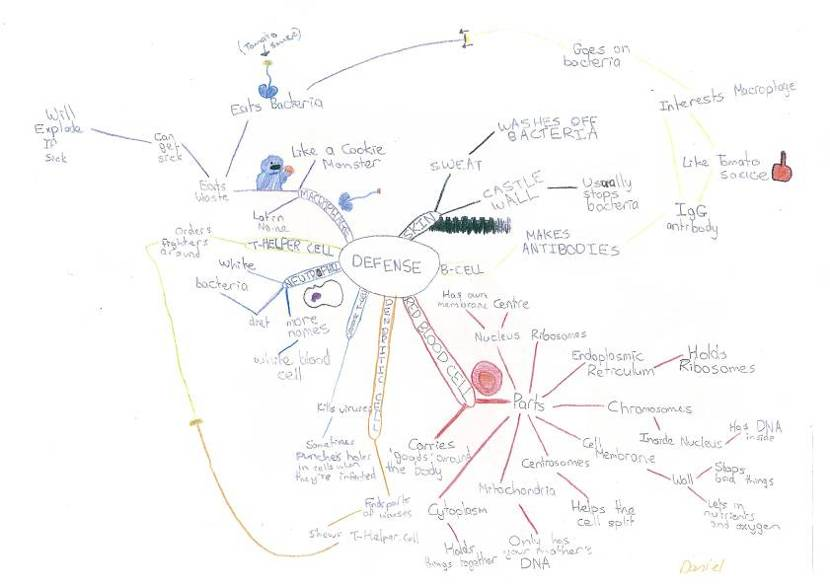 (Tomato
sauce)
Eats Bacteria
Goes on
bacteria
Interests Macrophage
Like Tomato
IgG
antibody
Will
Explode
If
sick
Can
get
sick
Eats
Waste
Like a Cookie
Monster
MACROPHAGE
Latin
Name
WASHES OFF
BACTERIA
SWEAT
CASTLE
WALL
Usually
stops
bacteria
SKIN
MAKES
ANTIBODIES
B-CELL
DEFENSE
Orders
fighters
around
T-HELPER CELL
White
bacteria
diet
NEUTROPHIL
more
names
white blood
cell
T-CELL
Kills viruses
Sometimes
punches holes
in cells when
they're infected
DENDRITIC CELL
Finds parts
of viruses
Shows T-Helper cell
RED BLOOD CELL
Carries
'goods' around
the body
Parts
Has own
membrane
Centre
Nucleus
Ribosomes
Endoplasmic
Reticulum
Holds
Ribosomes
Chromosomes
Inside Nucleus
Has DNA
inside
Cell
Membrane
Wall
Stops
bad things
Lets in
nutrients
and oxygen
Centrosomes
Helps the
cell split
Mitochondria
Only has
your mother's
DNA
Cytoplasm
Holds
things together
Daniel